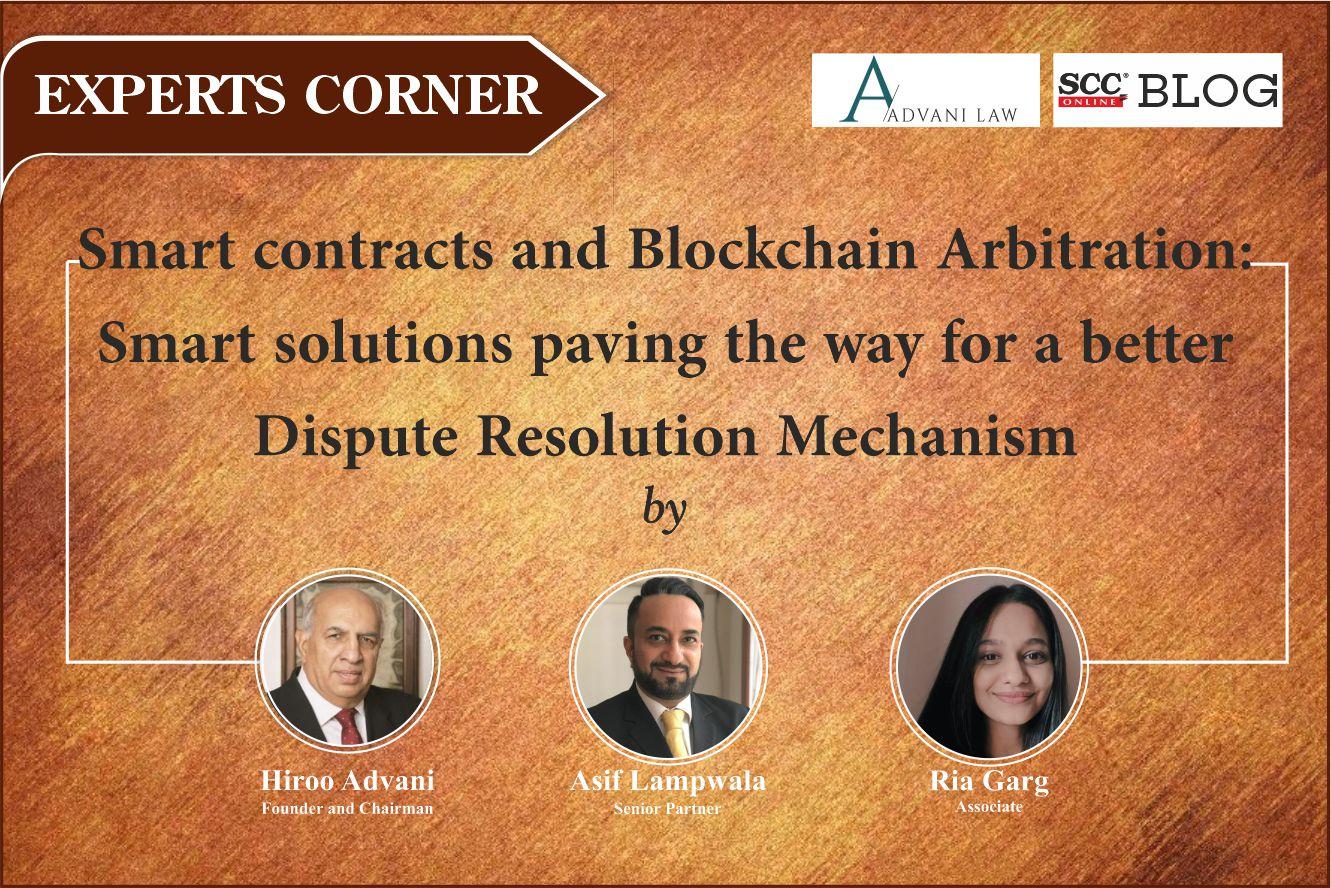 EXPERTS CORNER
A ADVANI LAW
SCC® ONLINE BLOG
Smart contracts and Blockchain Arbitration:
Smart solutions paving the way for a better
Dispute Resolution Mechanism
by
Hiroo Advani
Founder and Chairman
Asif Lampwala
Senior Partner
Ria Garg
Associate